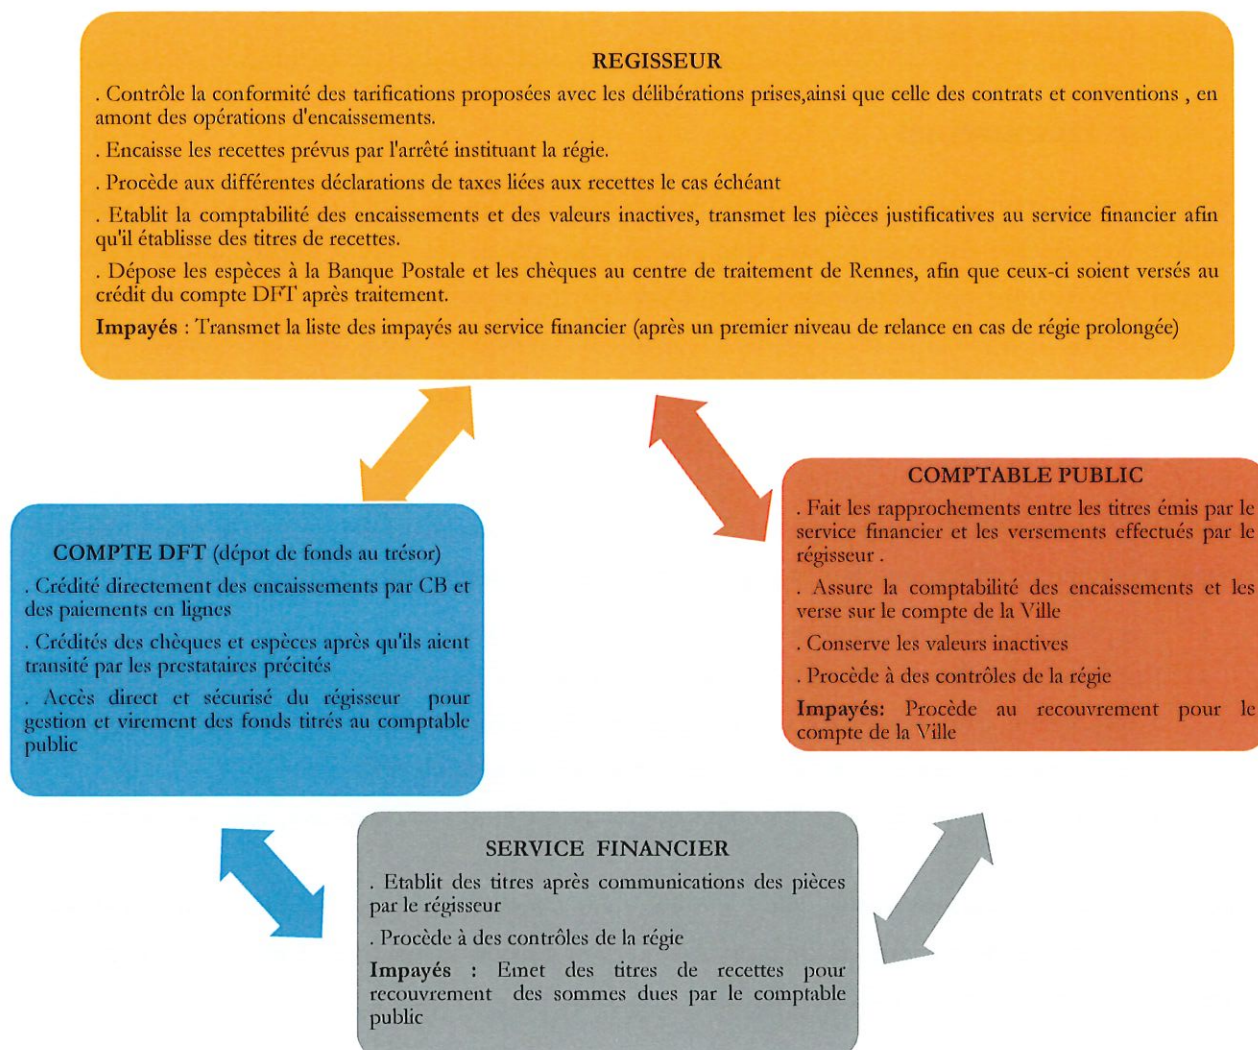 REGISSEUR
. Contrôle la conformité des tarifications proposées avec les délibérations prises,ainsi que celle des contrats et conventions , en
amont des opérations d'encaissements.
. Encaisse les recettes prévus par l'arrêté instituant la régie.
. Procède aux différentes déclarations de taxes liées aux recettes le cas échéant
. Etablit la comptabilité des encaissements et des valeurs inactives, transmet les pièces justificatives au service financier afin
qu'il établisse des titres de recettes.
. Dépose les espèces à la Banque Postale et les chèques au centre de traitement de Rennes, afin que ceux-ci soient versés au
crédit du compte DFT après traitement.
Impayés : Transmet la liste des impayés au service financier (après un premier niveau de relance en cas de régie prolongée)
COMPTE DFT (dépot de fonds au trésor)
. Crédité directement des encaissements par CB et
des paiements en lignes
. Crédités des chèques et espèces après qu'ils aient
transité par les prestataires précités
. Accès direct et sécurisé du régisseur pour
gestion et virement des fonds titrés au comptable
public
COMPTABLE PUBLIC
. Fait les rapprochements entre les titres émis par le
service financier et les versements effectués par le
régisseur .
. Assure la comptabilité des encaissements et les
verse sur le compte de la Ville
. Conserve les valeurs inactives
. Procède à des contrôles de la régie
Impayés: Procède au recouvrement pour le
compte de la Ville
SERVICE FINANCIER
. Etablit des titres après communications des pièces
par le régisseur
. Procède à des contrôles de la régie
Impayés : Emet des titres de recettes pour
recouvrement des sommes dues par le comptable
public